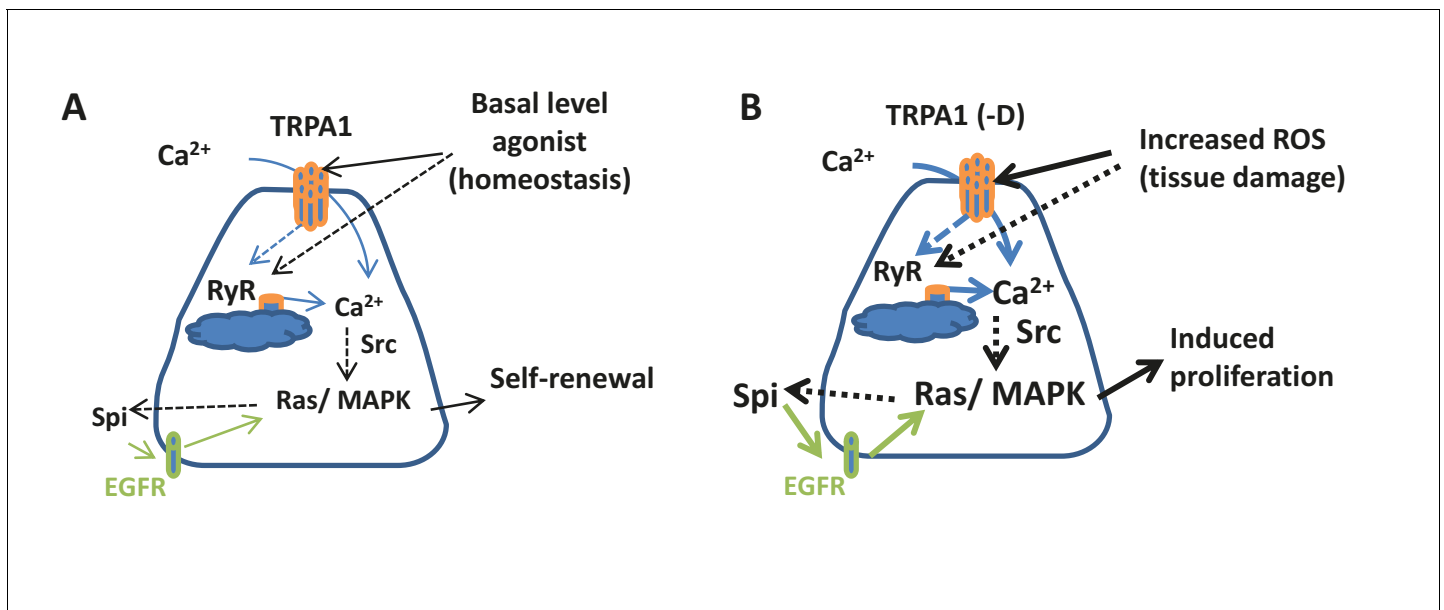 A
TRPA1
Ca²⁺
Basal level
agonist
(homeostasis)
RyR
Ca²⁺
Src
Ras/ MAPK
Self-renewal
Spi
EGFR
B
TRPA1 (-D)
Ca²⁺
Increased ROS
(tissue damage)
RyR
Ca²⁺
Src
Induced
proliferation
Ras/ MAPK
Spi
EGFR